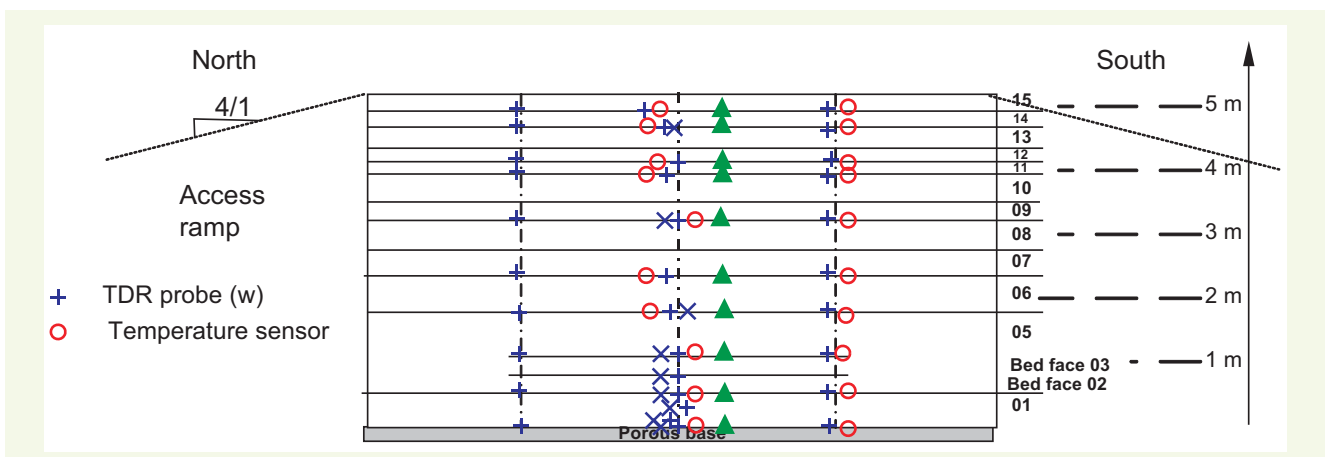 North
South
4/1
15
5 m
14
13
12
4 m
11
10
Access
ramp
09
3 m
08
07
TDR probe (w)
06
2 m
Temperature sensor
05
Bed face 03
1 m
Bed face 02
01
Porous base